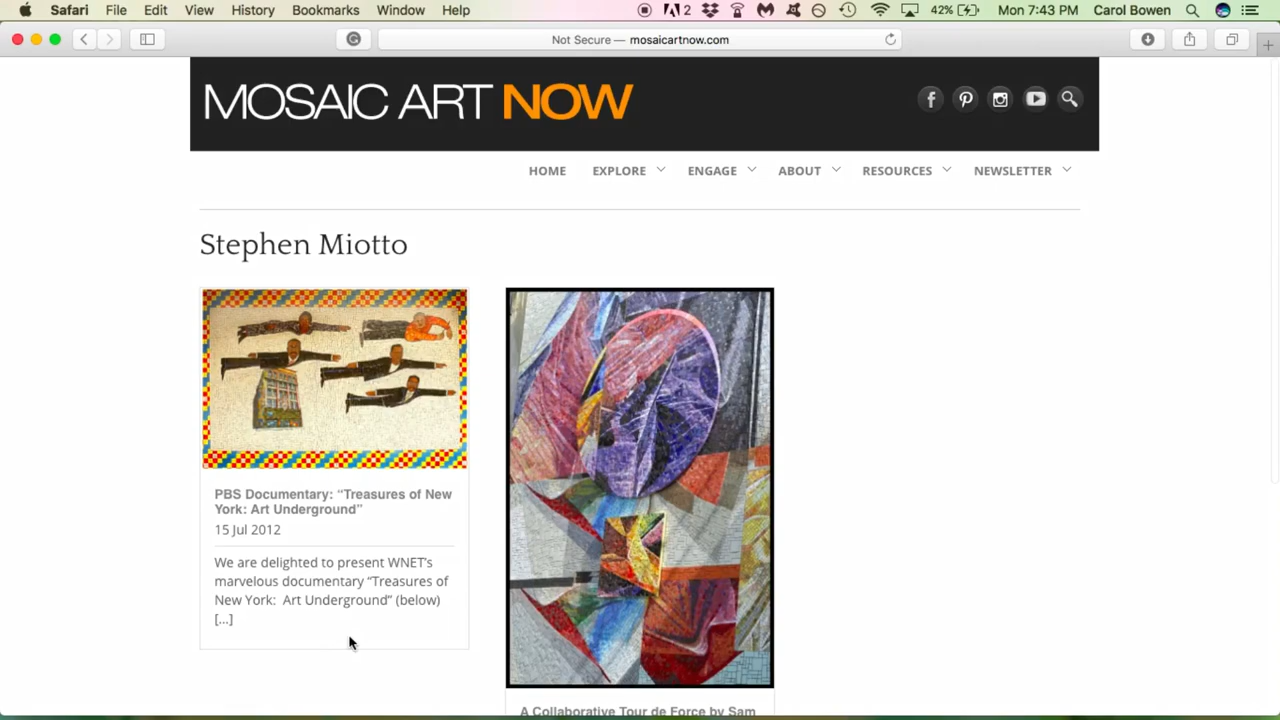 Safari File Edit View History Bookmarks Window Help 2 42% Mon 7:43 PM Carol Bowen
Not Secure — mosaicartnow.com
MOSAIC ART NOW
HOME EXPLORE ENGAGE ABOUT RESOURCES NEWSLETTER
Stephen Miotto
PBS Documentary: “Treasures of New
York: Art Underground”
15 Jul 2012
We are delighted to present WNET’s
marvelous documentary “Treasures of
New York: Art Underground” (below)
[...]
A Collaborative Tour de Force by Sam